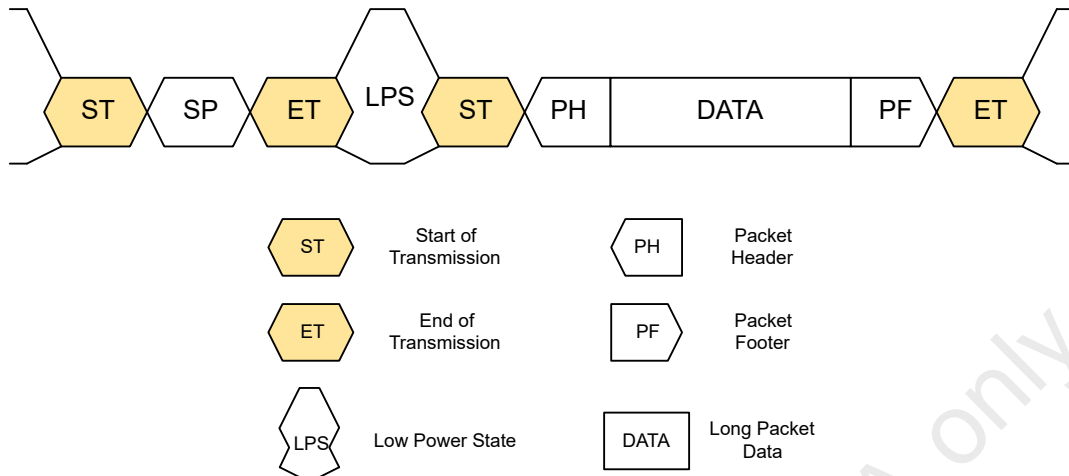 ST SP ET LPS ST PH DATA PF ET
ST Start of
Transmission
PH Packet
Header
ET End of
Transmission
PF Packet
Footer
LPS Low Power State
DATA Long Packet
Data
only